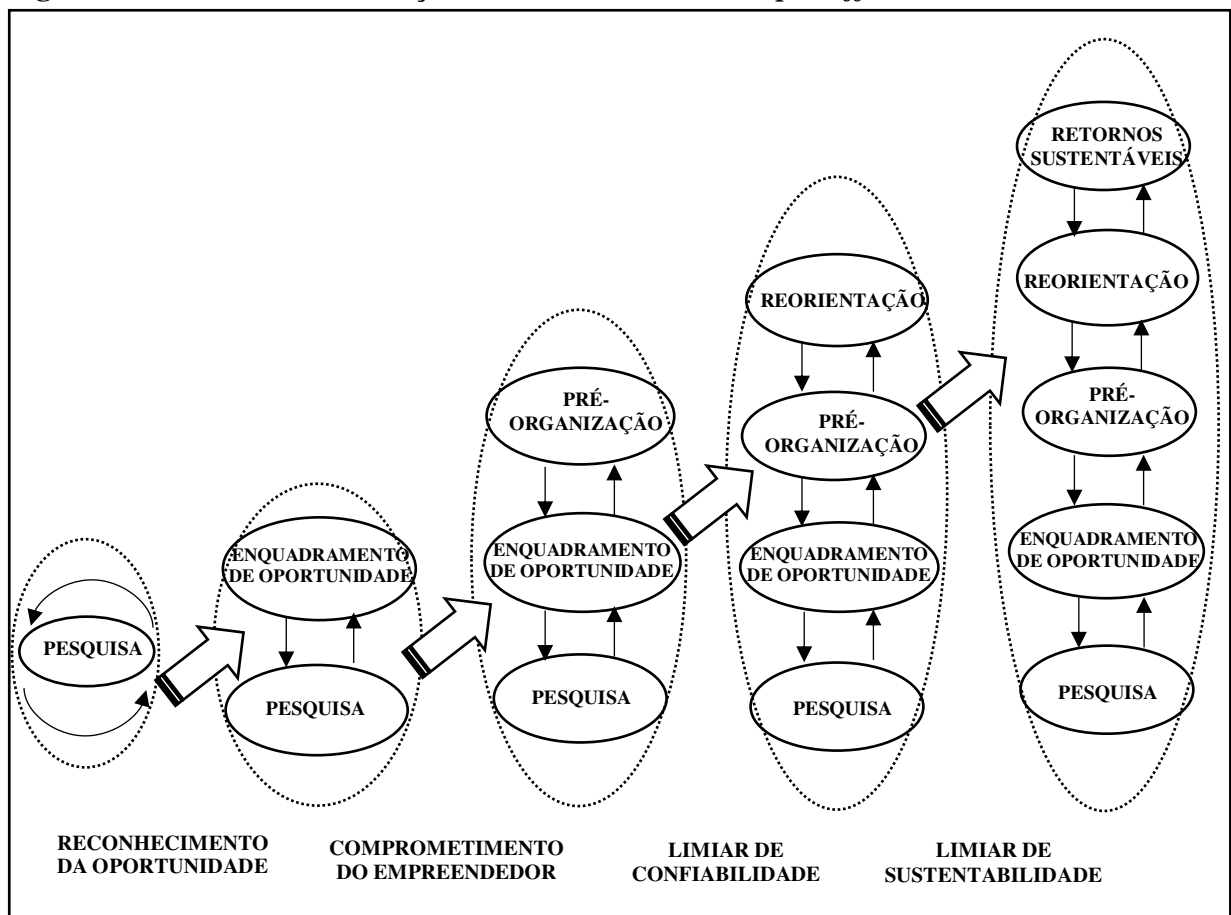 PESQUISA
ENQUADRAMENTO
DE OPORTUNIDADE
PESQUISA
PRÉ-
ORGANIZAÇÃO
ENQUADRAMENTO
DE OPORTUNIDADE
PESQUISA
REORIENTAÇÃO
PRÉ-
ORGANIZAÇÃO
ENQUADRAMENTO
DE OPORTUNIDADE
PESQUISA
RETORNOS
SUSTENTÁVEIS
REORIENTAÇÃO
PRÉ-
ORGANIZAÇÃO
ENQUADRAMENTO
DE OPORTUNIDADE
PESQUISA
RECONHECIMENTO
DA OPORTUNIDADE
COMPROMETIMENTO
DO EMPREENDEDOR
LIMIAR DE
CONFIABILIDADE
LIMIAR DE
SUSTENTABILIDADE